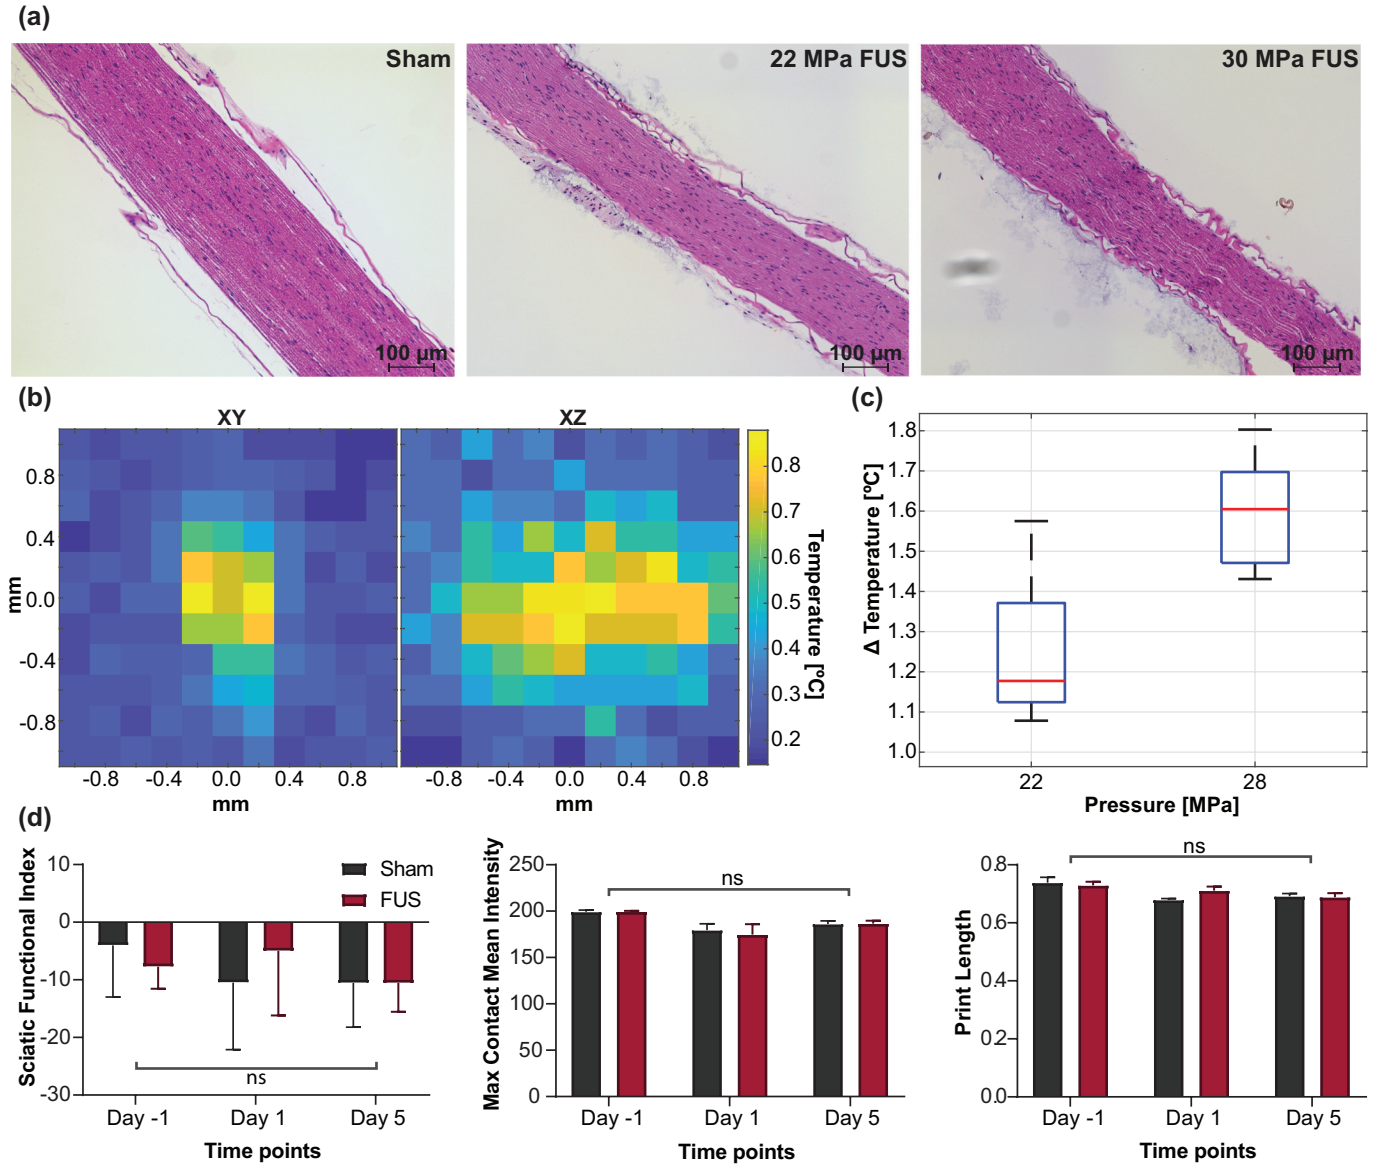 (a)
Sham
22 MPa FUS
30 MPa FUS
100 µm
100 µm
100 µm
(b)
XY
XZ
0.8
0.4
0.0
-0.4
-0.8
mm
-0.8 -0.4 0.0 0.4 0.8
mm
-0.8 -0.4 0.0 0.4 0.8
mm
0.8
0.7
0.6
0.5
0.4
0.3
0.2
Temperature [ºC]
(c)
1.8
1.7
1.6
1.5
1.4
1.3
1.2
1.1
1.0
Δ Temperature [ºC]
22 28
Pressure [MPa]
(d)
Sciatic Functional Index
10
0
-10
-20
-30
Sham
FUS
ns
Day -1 Day 1 Day 5
Time points
Max Contact Mean Intensity
250
200
150
100
50
0
ns
Day -1 Day 1 Day 5
Time points
Print Length
0.8
0.6
0.4
0.2
0.0
ns
Day -1 Day 1 Day 5
Time points